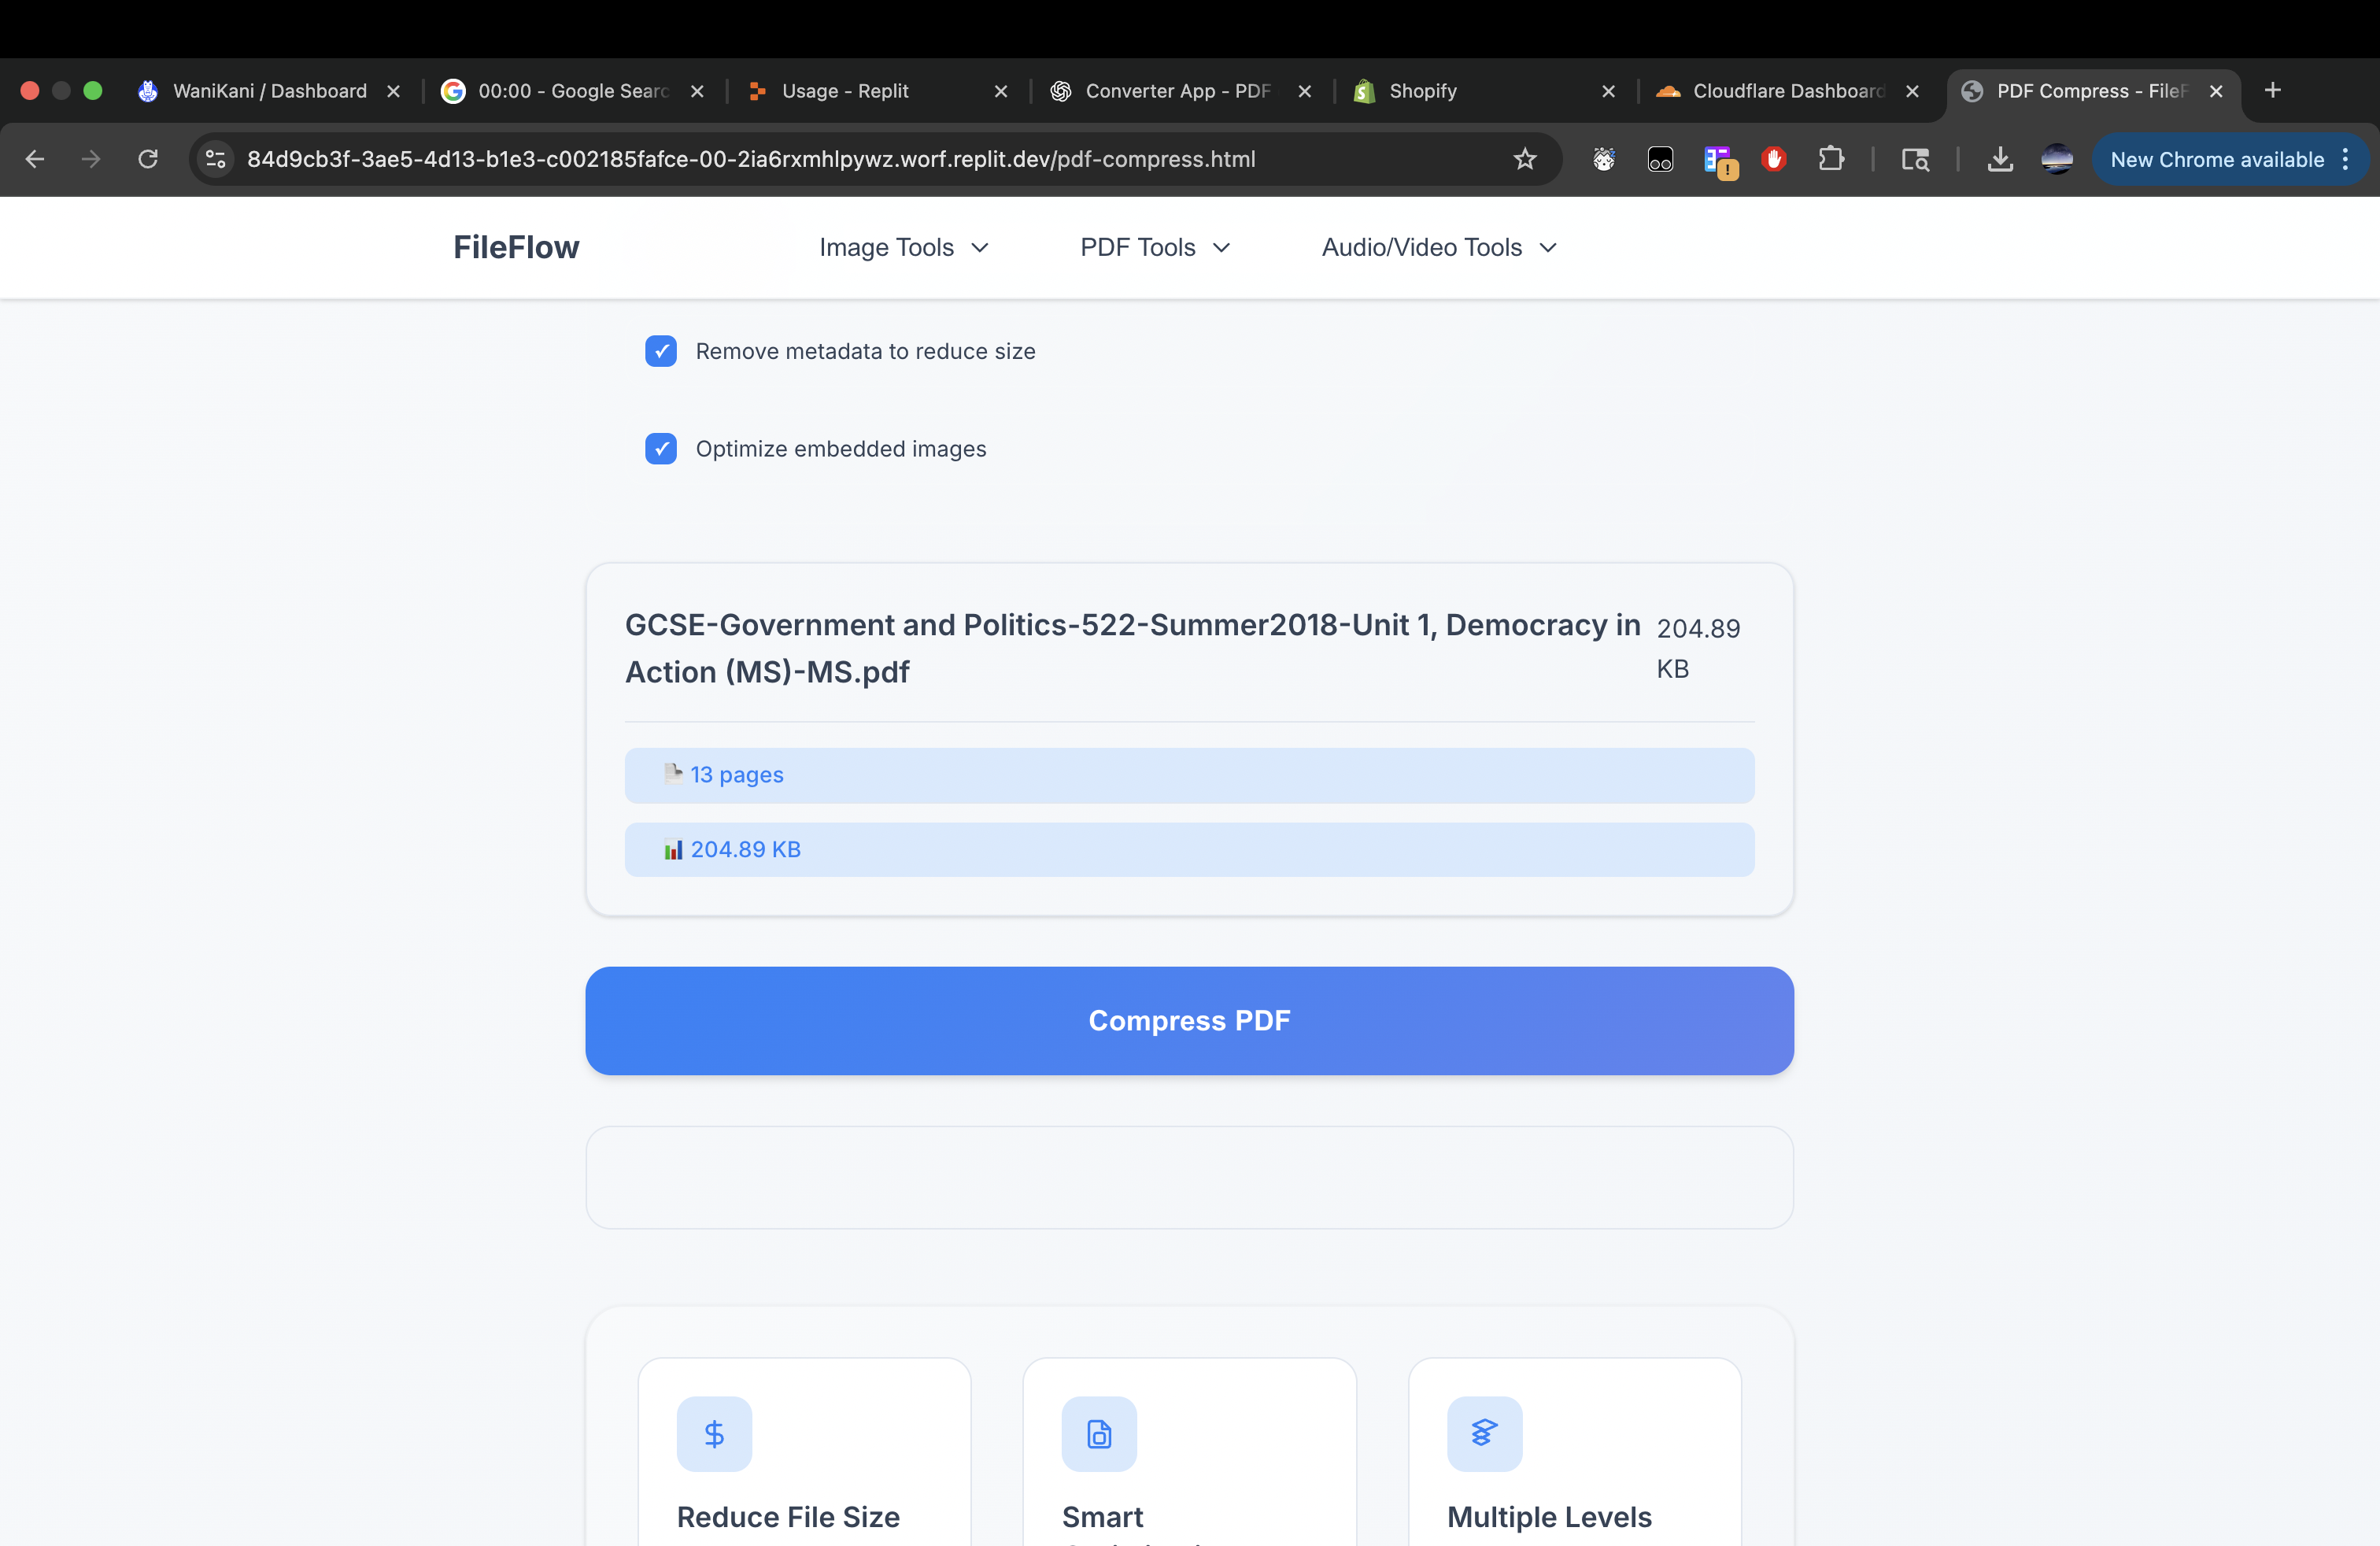 WaniKani / Dashboard
00:00 - Google Searc
Usage - Replit
Converter App - PDF
Shopify
Cloudflare Dashboard
PDF Compress - FileF
84d9cb3f-3ae5-4d13-b1e3-c002185fafce-00-2ia6rxmhlpywz.worf.replit.dev/pdf-compress.html
New Chrome available
FileFlow
Image Tools
PDF Tools
Audio/Video Tools
Remove metadata to reduce size
Optimize embedded images
GCSE-Government and Politics-522-Summer2018-Unit 1, Democracy in
Action (MS)-MS.pdf
204.89
KB
13 pages
204.89 KB
Compress PDF
Reduce File Size
Smart
Multiple Levels